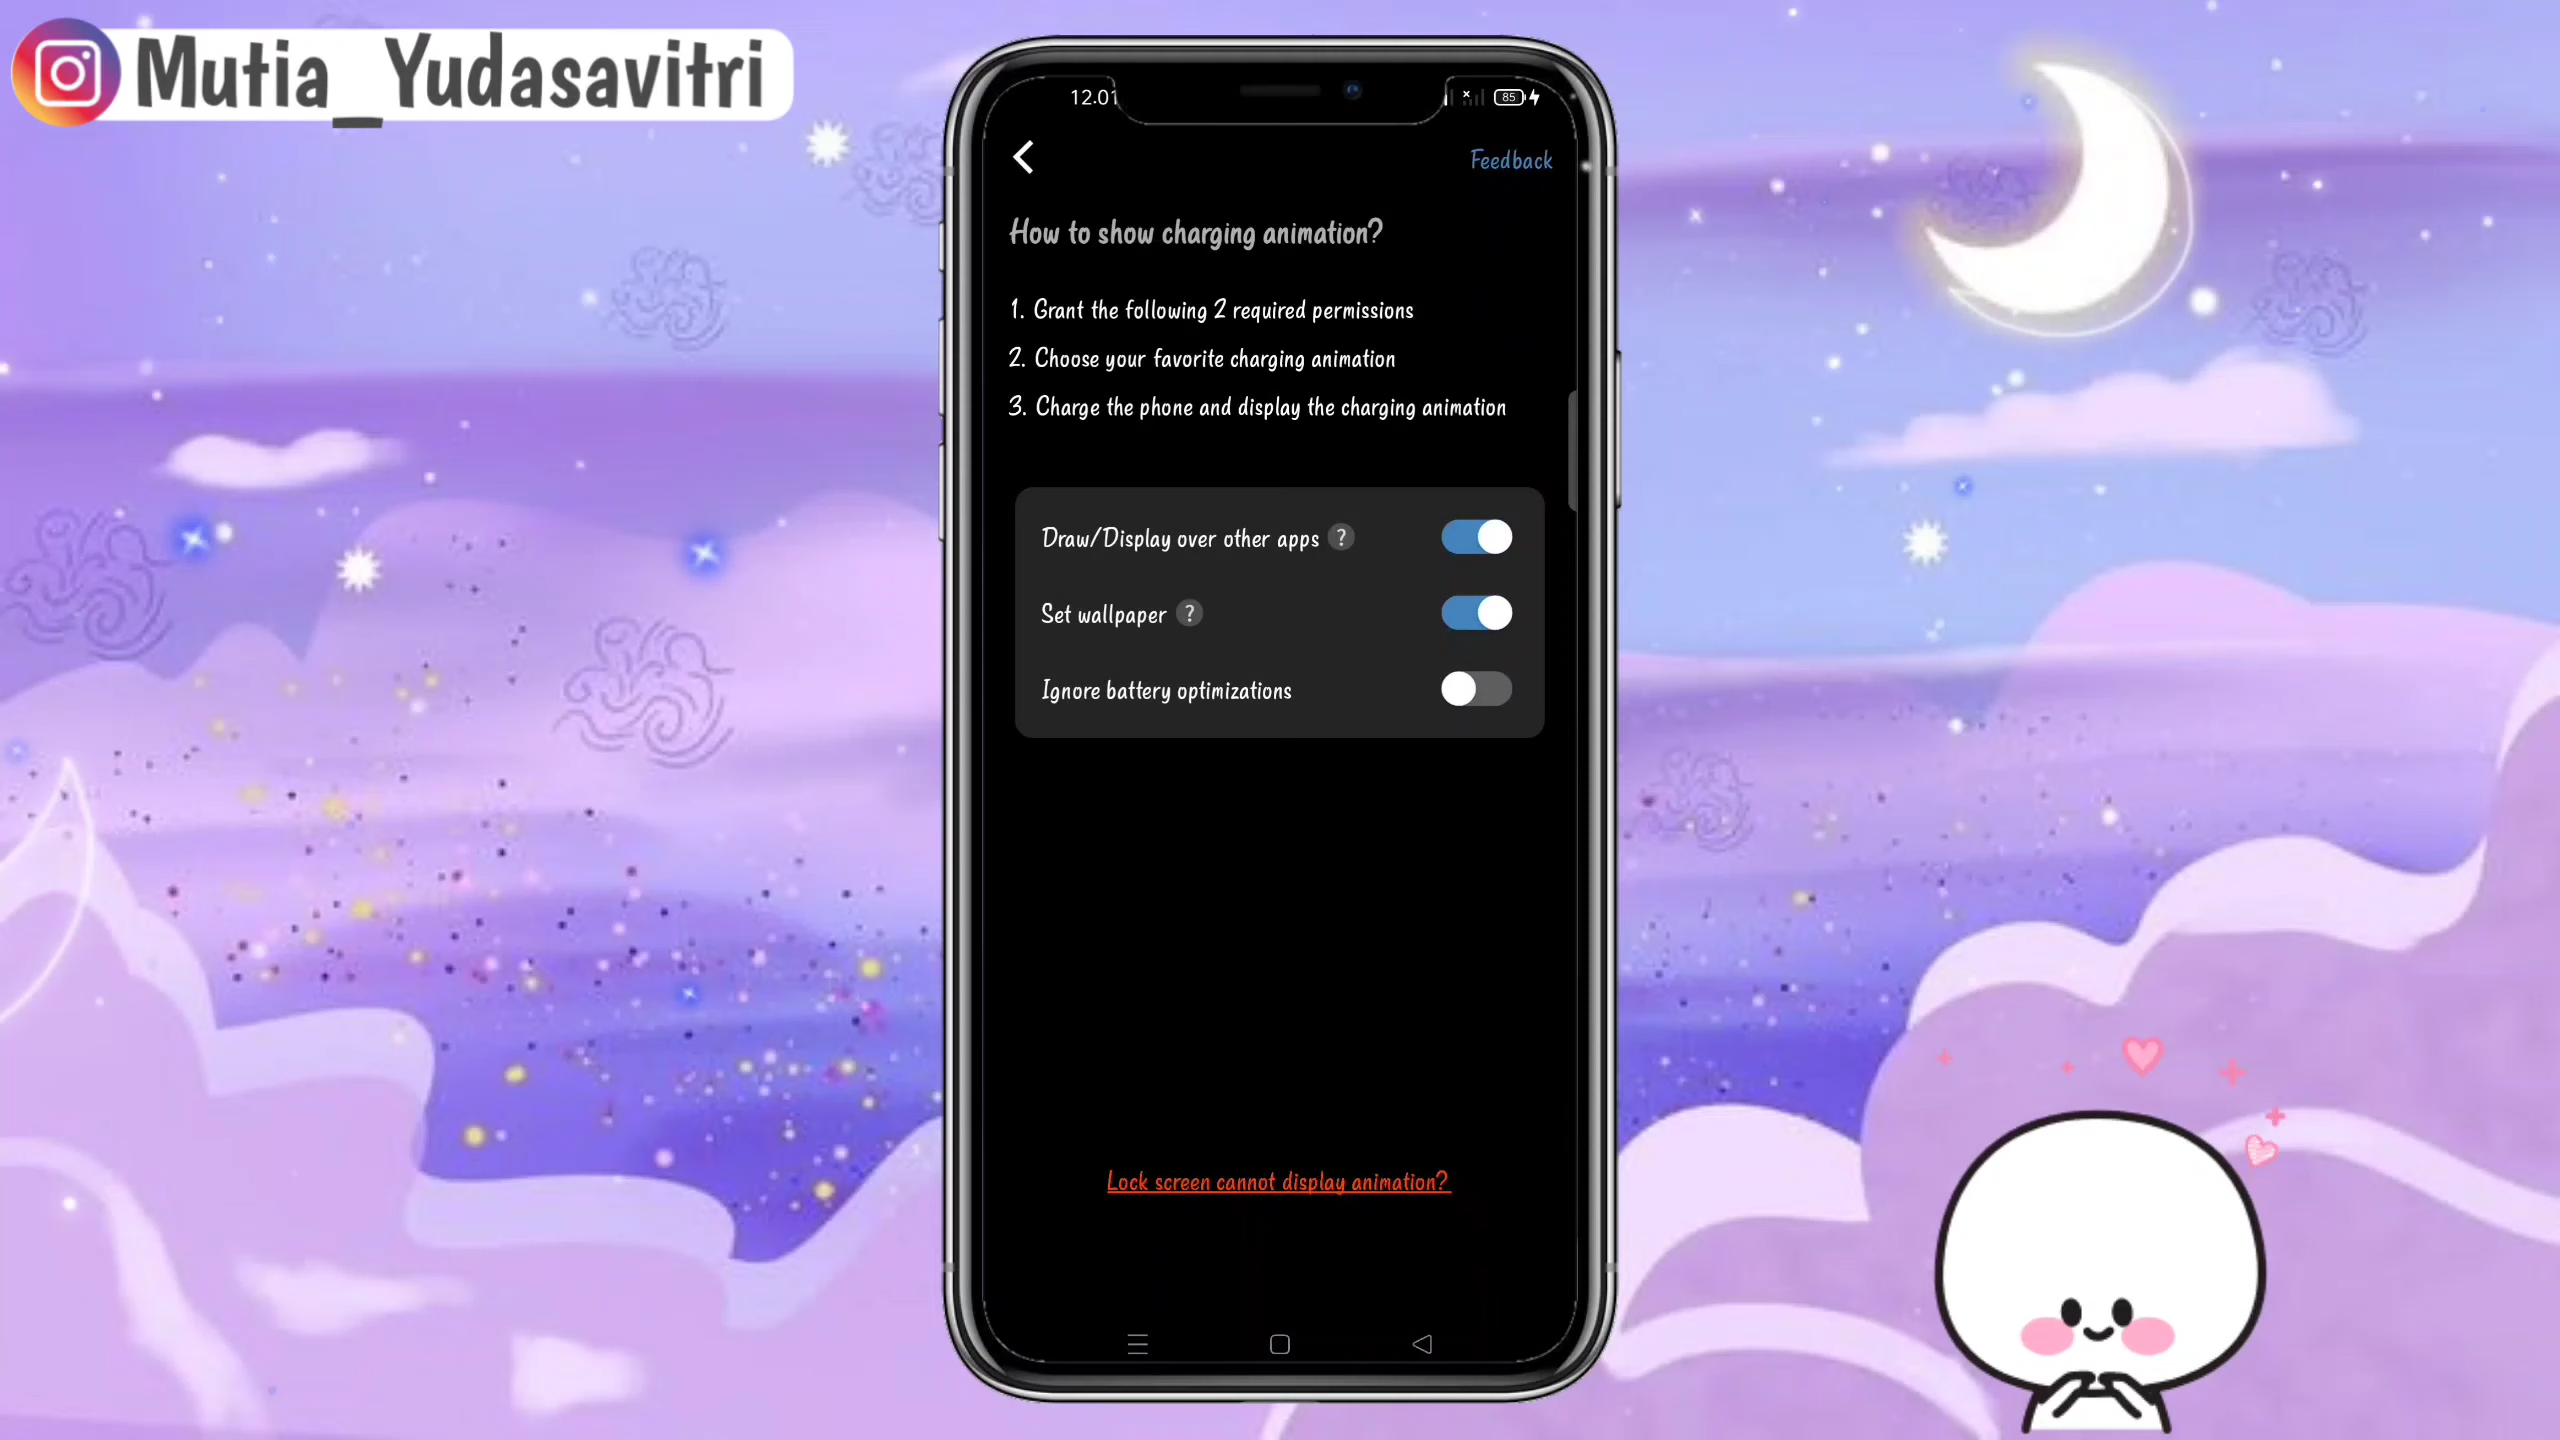 Mutia_Yudasavitri
12.01
85
Feedback
How to show charging animation?
1. Grant the following 2 required permissions
2. Choose your favorite charging animation
3. Charge the phone and display the charging animation
Draw/Display over other apps ?
Set wallpaper ?
Ignore battery optimizations
Lock screen cannot display animation?